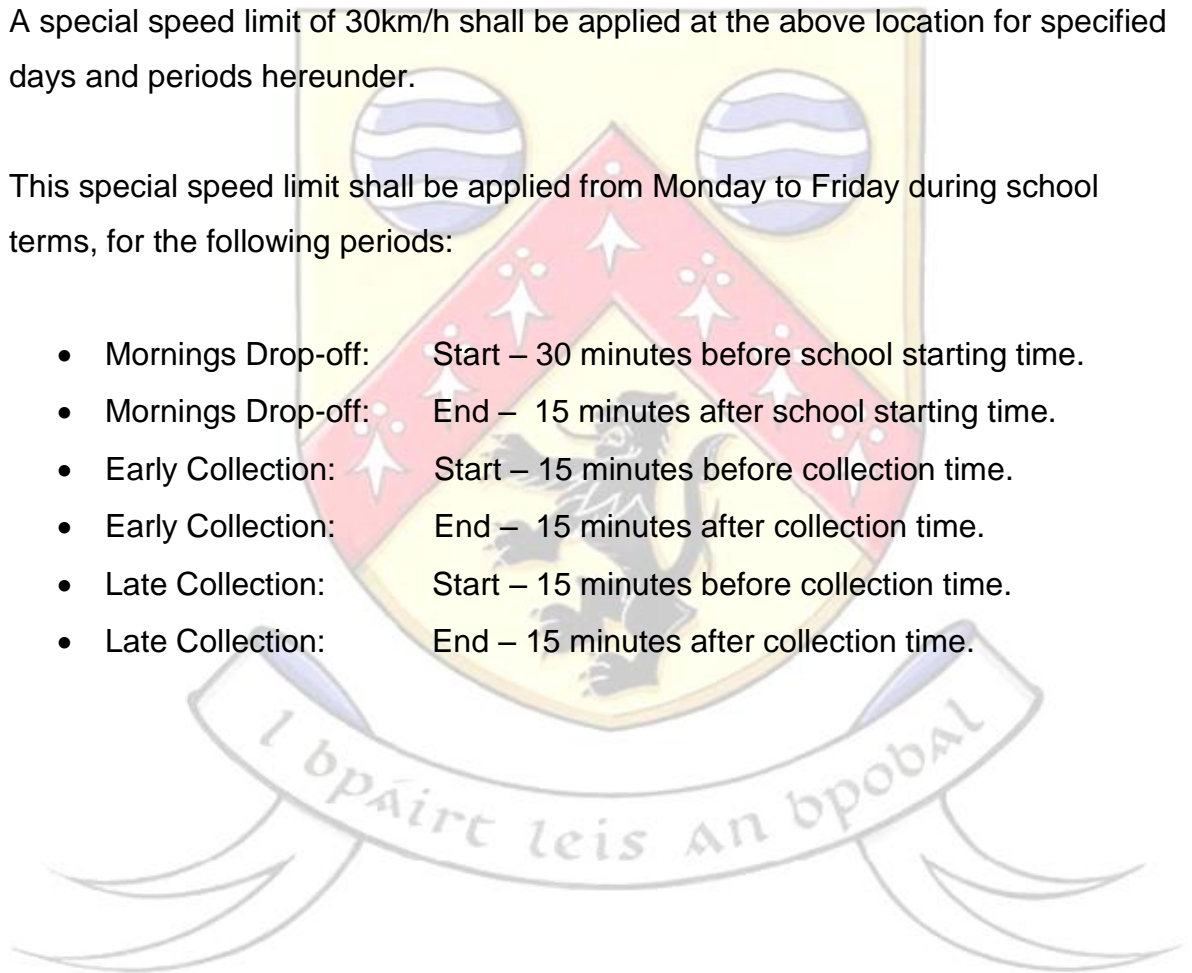 A special speed limit of 30km/h shall be applied at the above location for specified
days and periods hereunder.
This special speed limit shall be applied from Monday to Friday during school
terms, for the following periods:
• Mornings Drop-off: Start – 30 minutes before school starting time.
• Mornings Drop-off: End – 15 minutes after school starting time.
• Early Collection: Start – 15 minutes before collection time.
• Early Collection: End – 15 minutes after collection time.
• Late Collection: Start – 15 minutes before collection time.
• Late Collection: End – 15 minutes after collection time.
i bpáirt leis an bpobal